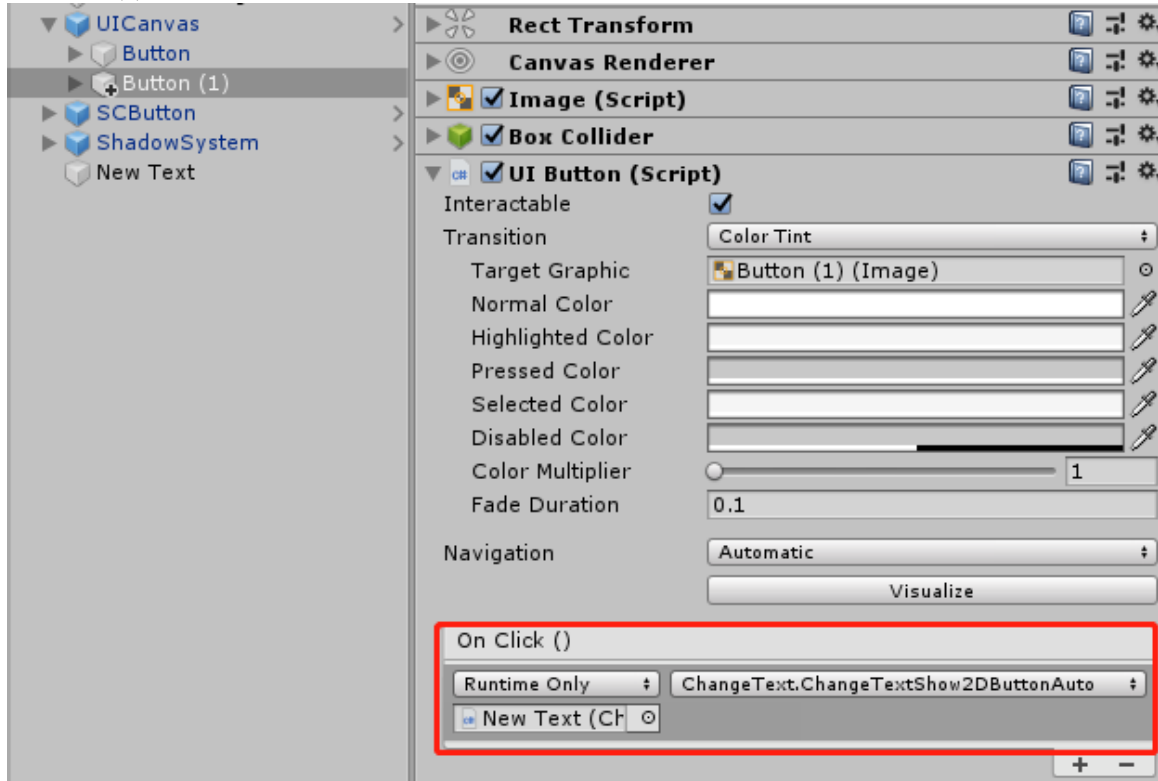 UICanvas
Button
Button (1)
SCButton
ShadowSystem
New Text
Rect Transform
Canvas Renderer
Image (Script)
Box Collider
UI Button (Script)
Interactable
Transition Color Tint
Target Graphic Button (1) (Image)
Normal Color
Highlighted Color
Pressed Color
Selected Color
Disabled Color
Color Multiplier 1
Fade Duration 0.1
Navigation Automatic
Visualize
On Click ()
Runtime Only ChangeText.ChangeTextShow2DButtonAuto
New Text (Ch